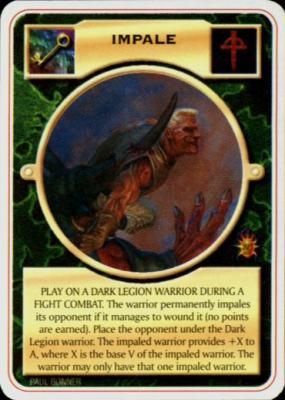 IMPALE
PLAY ON A DARK LEGION WARRIOR DURING A
FIGHT COMBAT. The warrior permanently impales
its opponent if it manages to wound it (no points
are earned). Place the opponent under the Dark
Legion warrior. The impaled warrior provides +X to
A, where X is the base V of the impaled warrior. The
warrior may only have that one impaled warrior.
PAUL BONNER